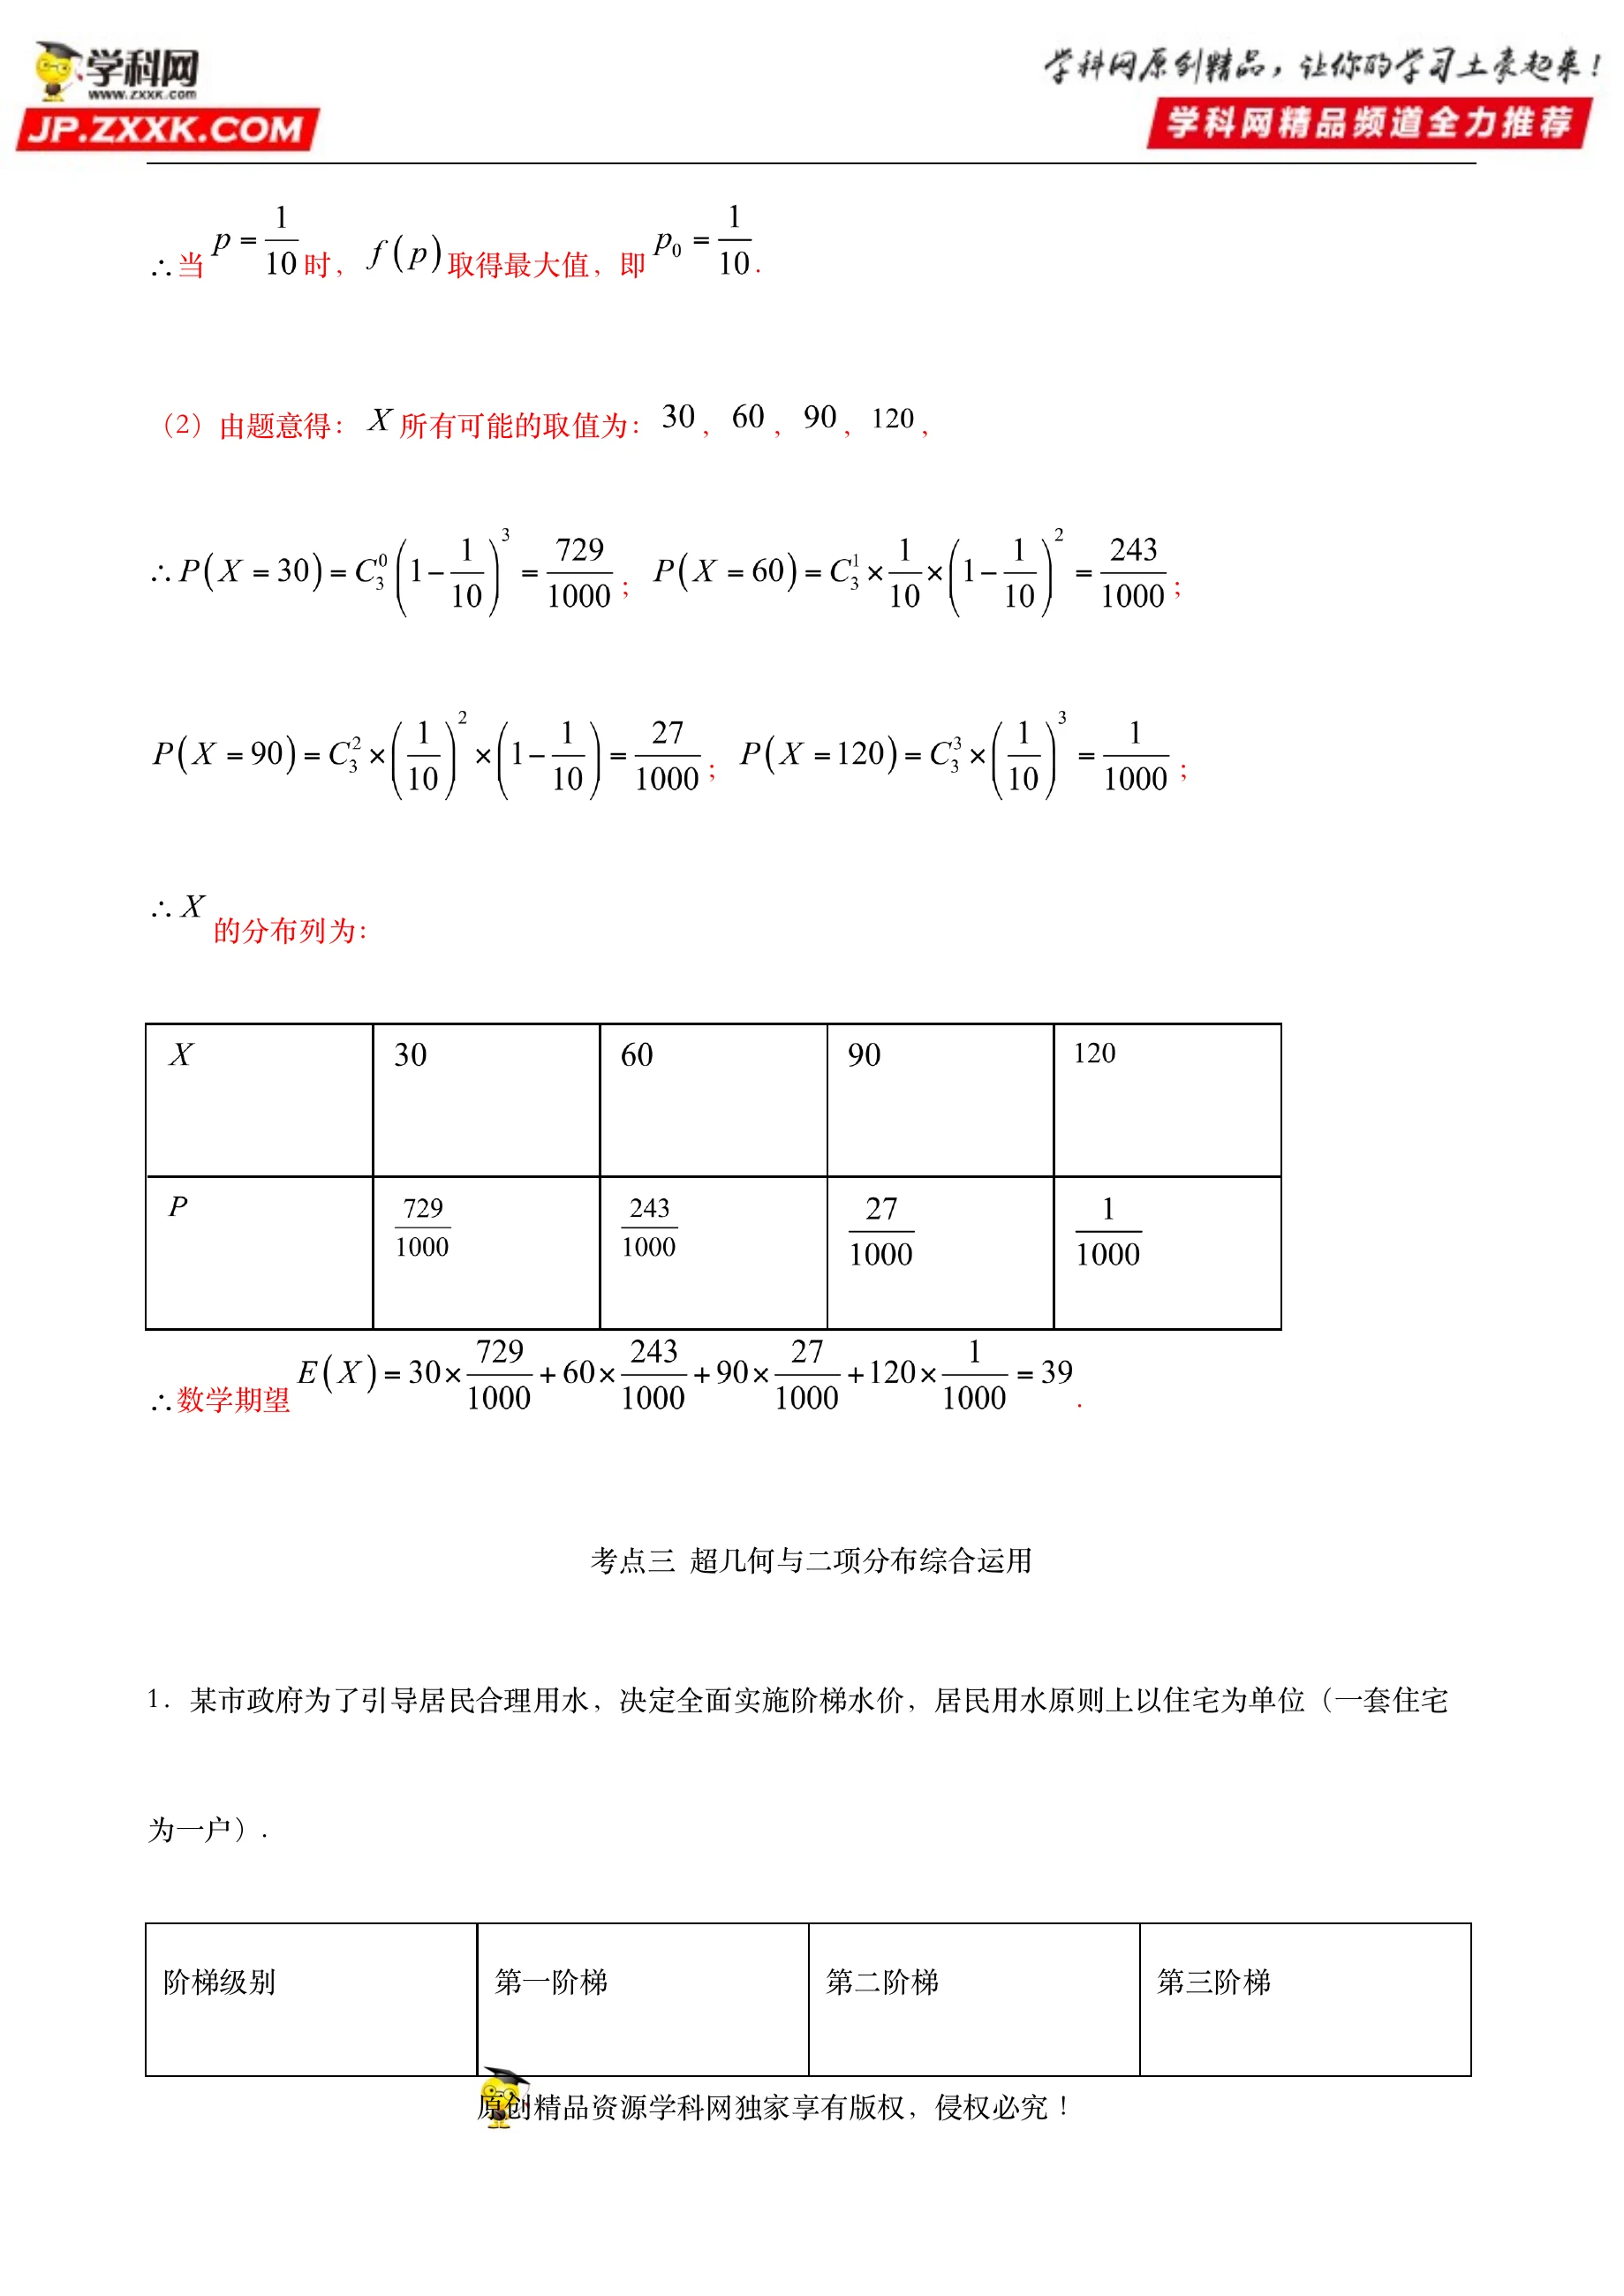 学科网
www.zxxk.com
JP.ZXXK.COM
学科网原创精品，让你的学习土豪起来！
学科网精品频道全力推荐
∴当 p = 1/10 时，f(p) 取得最大值，即 p₀ = 1/10.
（2）由题意得：X 所有可能的取值为：30，60，90，120，
∴P(X = 30) = C₃⁰(1 − 1/10)³ = 729/1000；P(X = 60) = C₃¹ × 1/10 × (1 − 1/10)² = 243/1000；
P(X = 90) = C₃² × (1/10)² × (1 − 1/10) = 27/1000；P(X = 120) = C₃³ × (1/10)³ = 1/1000；
∴X 的分布列为：
X 30 60 90 120
P 729/1000 243/1000 27/1000 1/1000
∴数学期望 E(X) = 30 × 729/1000 + 60 × 243/1000 + 90 × 27/1000 + 120 × 1/1000 = 39.
考点三 超几何与二项分布综合运用
1．某市政府为了引导居民合理用水，决定全面实施阶梯水价，居民用水原则上以住宅为单位（一套住宅
为一户）.
阶梯级别 第一阶梯 第二阶梯 第三阶梯
原创精品资源学科网独家享有版权，侵权必究！